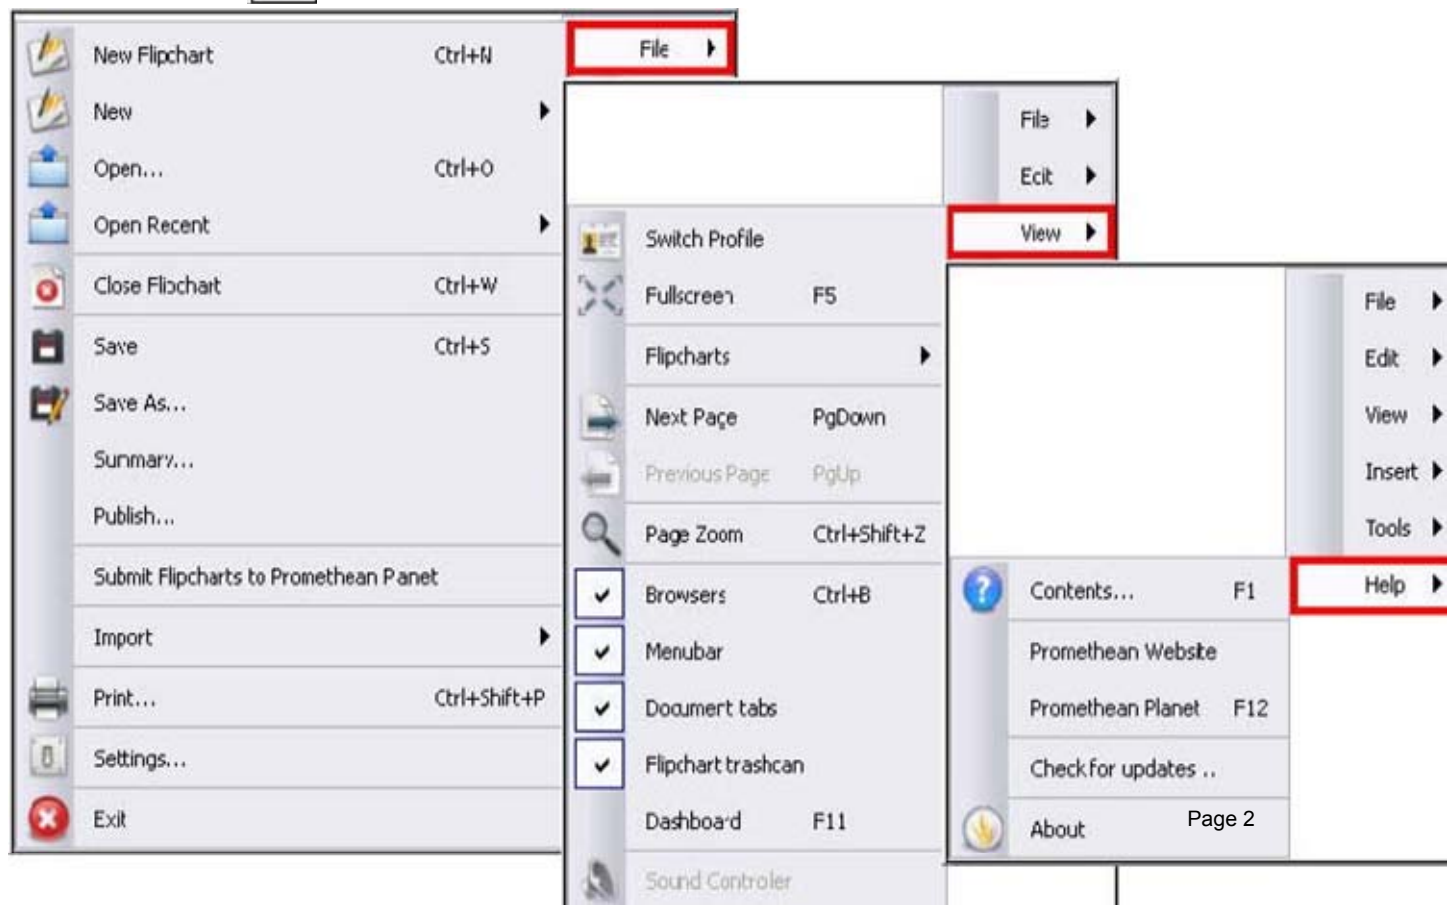 New Flipchart Ctrl+N
New
Open... Ctrl+O
Open Recent
Close Flipchart Ctrl+W
Save Ctrl+S
Save As...
Summary...
Publish...
Submit Flipcharts to Promethean Panet
Import
Print... Ctrl+Shift+P
Settings...
Exit
File
File
Edit
View
Switch Profile
Fullscreen F5
Flipcharts
Next Page PgDown
Previous Page PgUp
Page Zoom Ctrl+Shift+Z
Browsers Ctrl+B
Menubar
Document tabs
Flipchart trashcan
Dashboard F11
Sound Controler
File
Edit
View
Insert
Tools
Help
Contents... F1
Promethean Website
Promethean Planet F12
Check for updates ..
About
Page 2